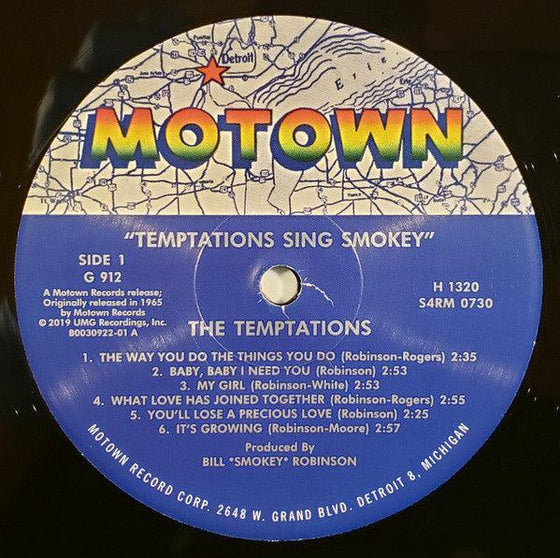 Detroit
Erie
MOTOWN
"TEMPTATIONS SING SMOKEY"
SIDE 1
G 912
A Motown Records release;
Originally released in 1965
by Motown Records
© 2019 UMG Recordings, Inc.
B0030922-01 A
H 1320
S4RM 0730
THE TEMPTATIONS
1. THE WAY YOU DO THE THINGS YOU DO (Robinson-Rogers) 2:35
2. BABY, BABY I NEED YOU (Robinson) 2:53
3. MY GIRL (Robinson-White) 2:53
4. WHAT LOVE HAS JOINED TOGETHER (Robinson-Rogers) 2:55
5. YOU'LL LOSE A PRECIOUS LOVE (Robinson) 2:25
6. IT'S GROWING (Robinson-Moore) 2:57
Produced By
BILL "SMOKEY" ROBINSON
MOTOWN RECORD CORP. 2648 W. GRAND BLVD. DETROIT 8, MICHIGAN